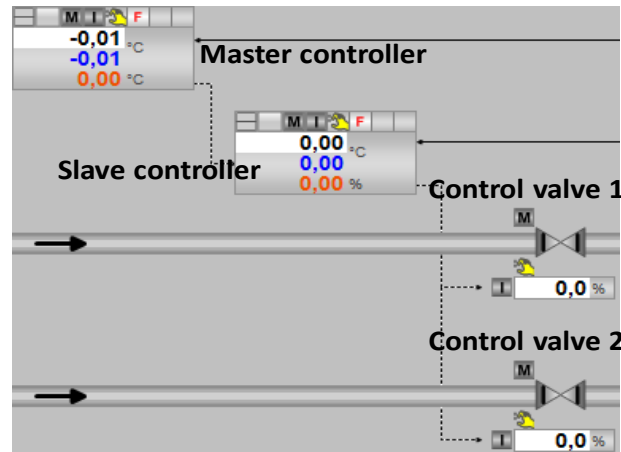 M I F
-0,01 °C
-0,01
0,00 °C
Master controller
M I F
0,00 °C
0,00
0,00 %
Slave controller
Control valve 1
M
I 0,0 %
Control valve 2
M
I 0,0 %